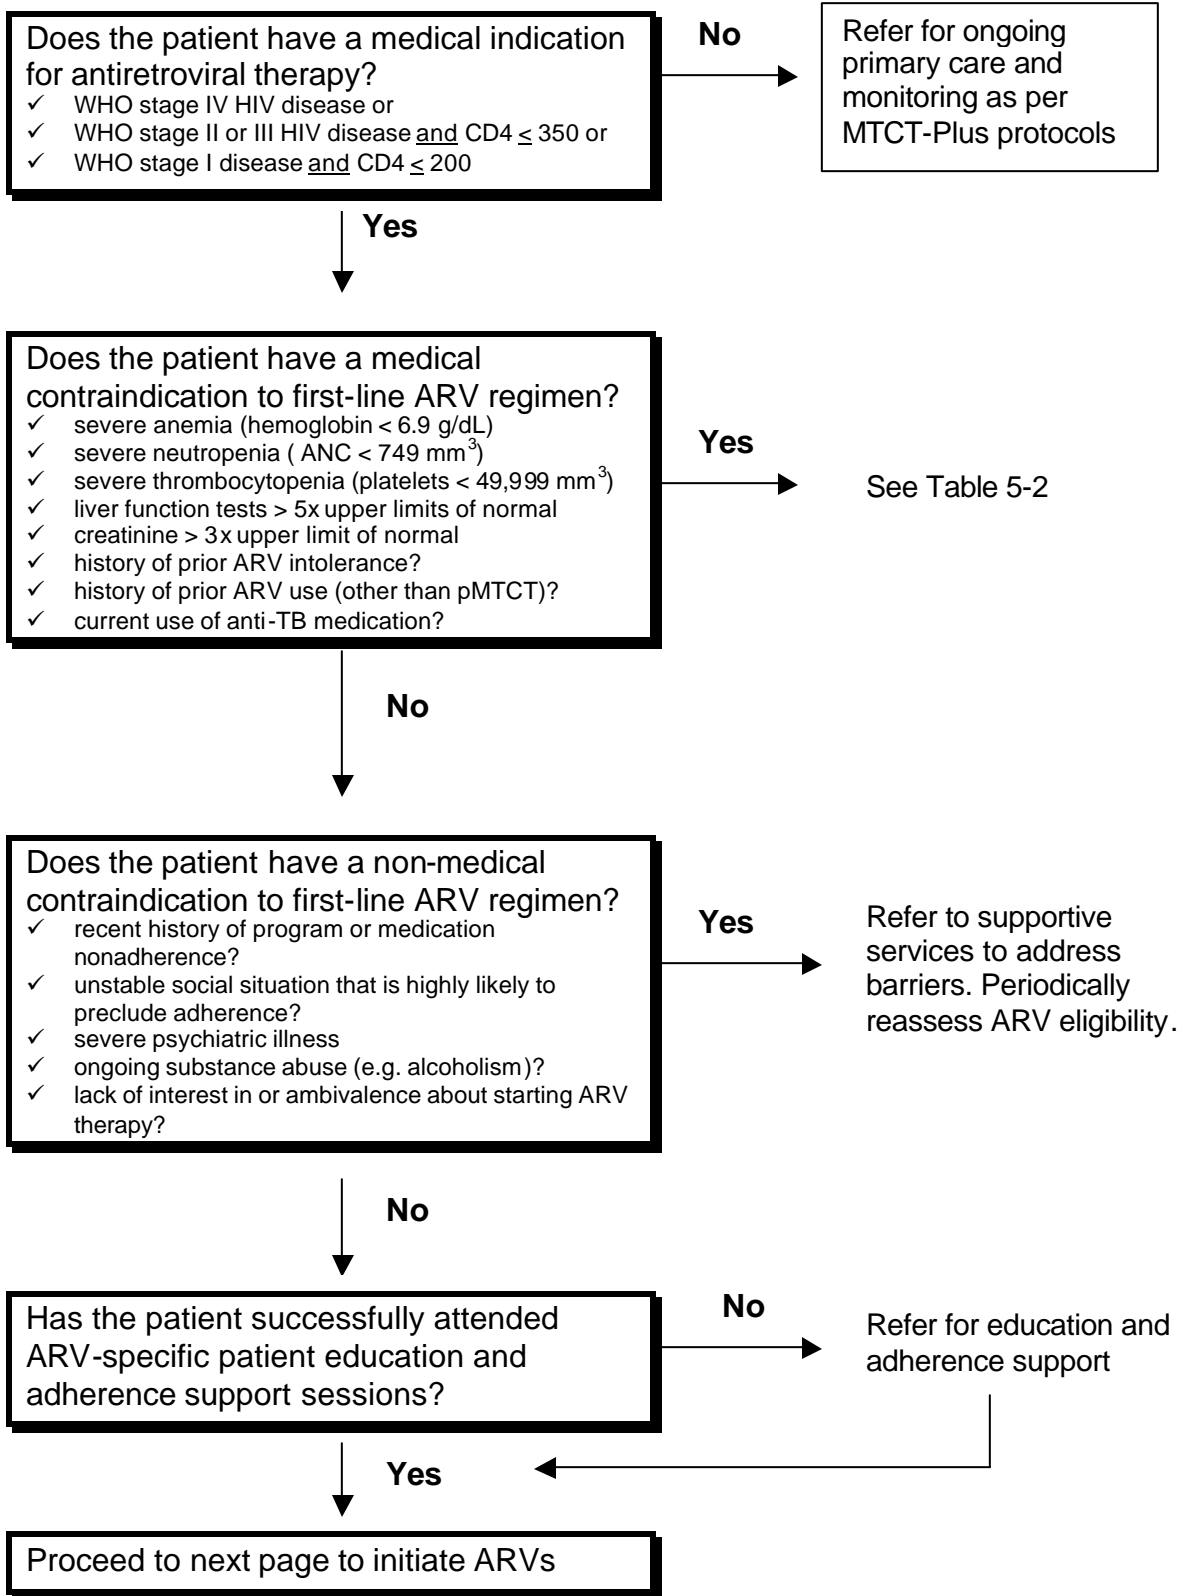 Does the patient have a medical indication
for antiretroviral therapy?
✓ WHO stage IV HIV disease or
✓ WHO stage II or III HIV disease and CD4 ≤ 350 or
✓ WHO stage I disease and CD4 ≤ 200
No
Refer for ongoing
primary care and
monitoring as per
MTCT-Plus protocols
Yes
Does the patient have a medical
contraindication to first-line ARV regimen?
✓ severe anemia (hemoglobin < 6.9 g/dL)
✓ severe neutropenia ( ANC < 749 mm³)
✓ severe thrombocytopenia (platelets < 49,999 mm³)
✓ liver function tests > 5x upper limits of normal
✓ creatinine > 3x upper limit of normal
✓ history of prior ARV intolerance?
✓ history of prior ARV use (other than pMTCT)?
✓ current use of anti-TB medication?
Yes
See Table 5-2
No
Does the patient have a non-medical
contraindication to first-line ARV regimen?
✓ recent history of program or medication
nonadherence?
✓ unstable social situation that is highly likely to
preclude adherence?
✓ severe psychiatric illness
✓ ongoing substance abuse (e.g. alcoholism)?
✓ lack of interest in or ambivalence about starting ARV
therapy?
Yes
Refer to supportive
services to address
barriers. Periodically
reassess ARV eligibility.
No
Has the patient successfully attended
ARV-specific patient education and
adherence support sessions?
No
Refer for education and
adherence support
Yes
Proceed to next page to initiate ARVs